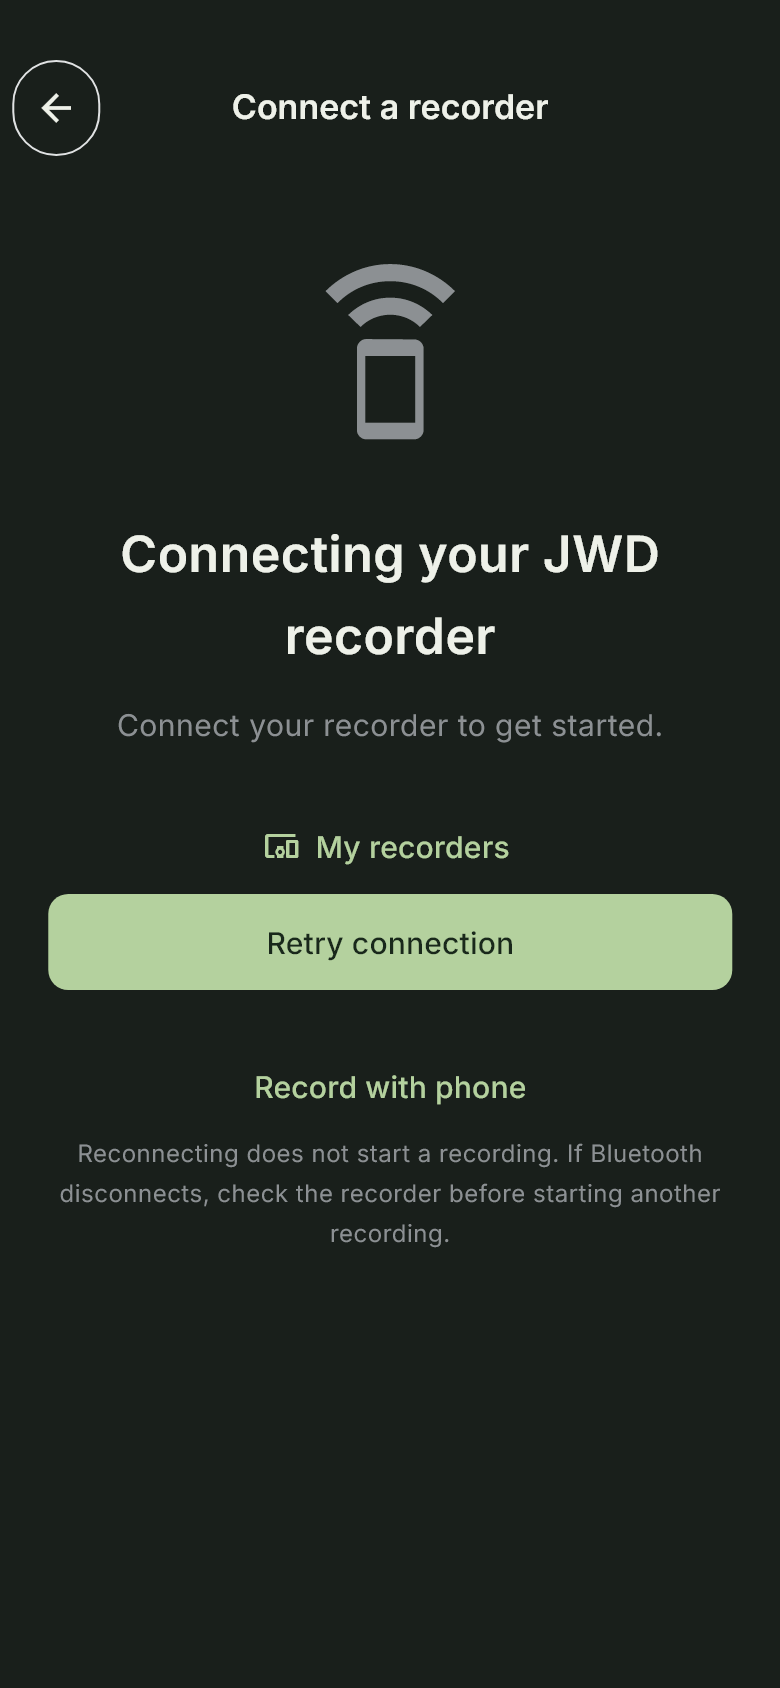 Connect a recorder
Connecting your JWD
recorder
Connect your recorder to get started.
My recorders
Retry connection
Record with phone
Reconnecting does not start a recording. If Bluetooth
disconnects, check the recorder before starting another
recording.